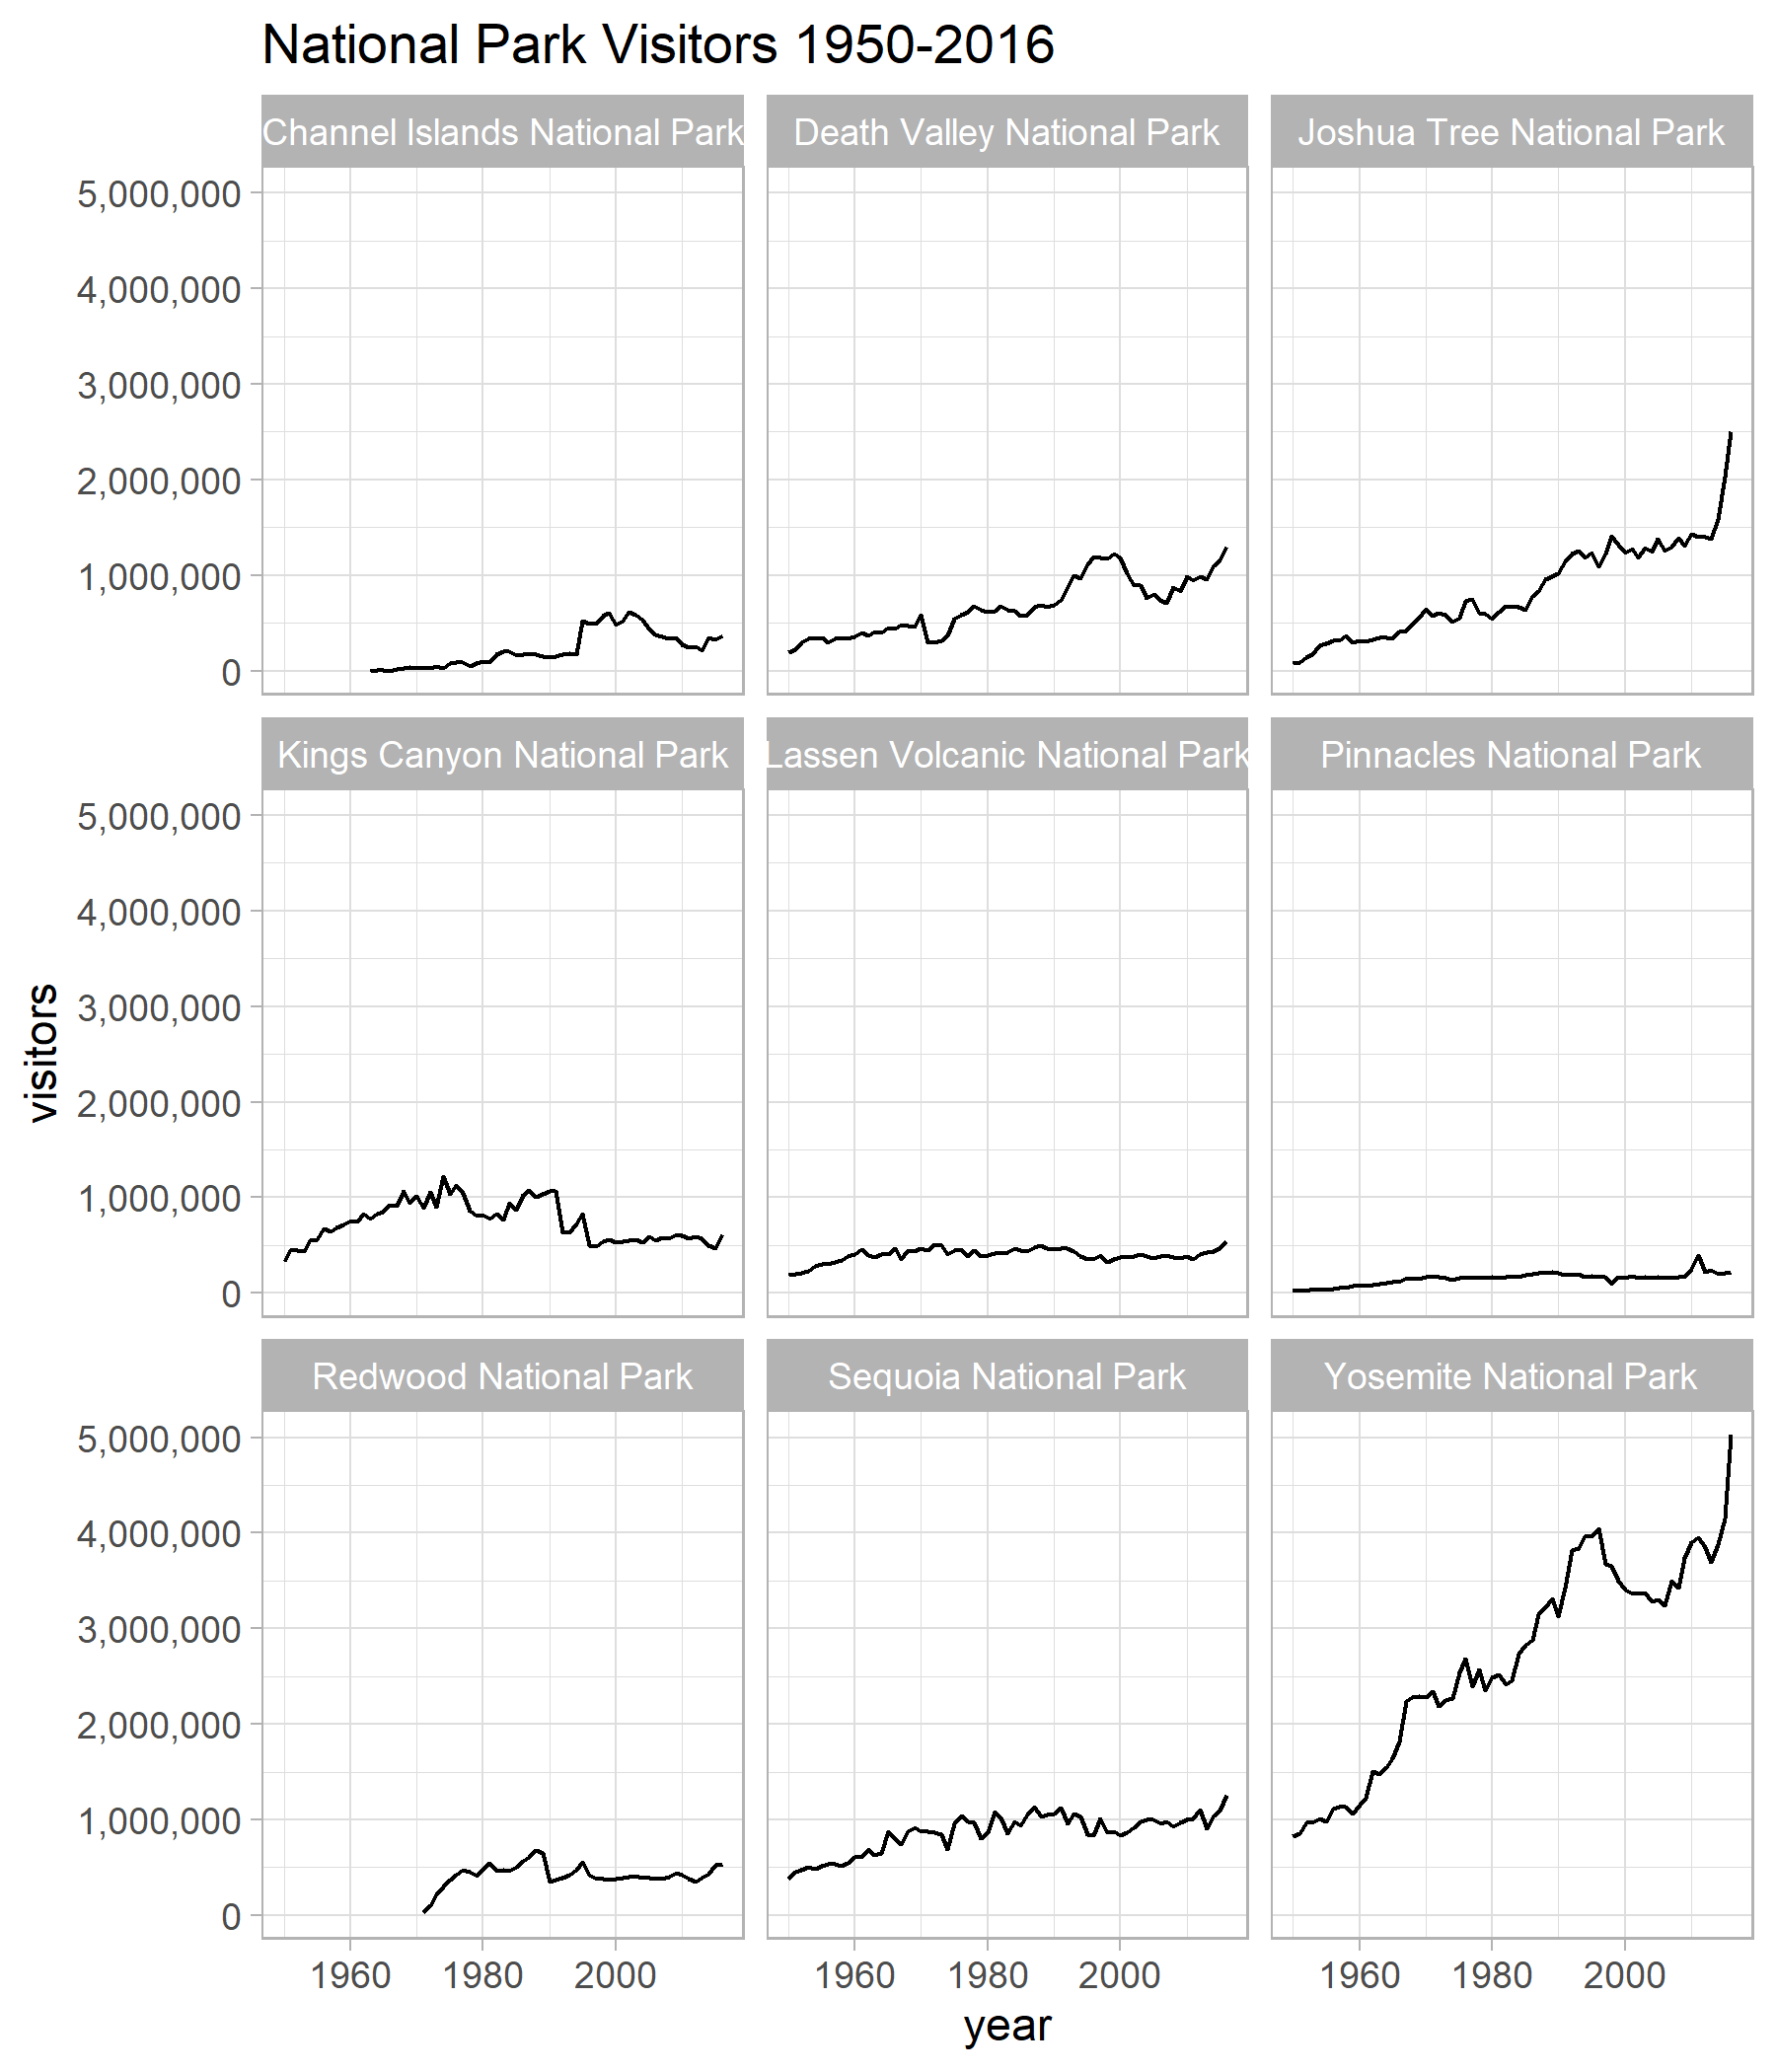 National Park Visitors 1950-2016
Channel Islands National Park
Death Valley National Park
Joshua Tree National Park
5,000,000
4,000,000
3,000,000
2,000,000
1,000,000
0
Kings Canyon National Park
Lassen Volcanic National Park
Pinnacles National Park
5,000,000
4,000,000
3,000,000
2,000,000
1,000,000
0
visitors
Redwood National Park
Sequoia National Park
Yosemite National Park
5,000,000
4,000,000
3,000,000
2,000,000
1,000,000
0
1960 1980 2000
1960 1980 2000
1960 1980 2000
year